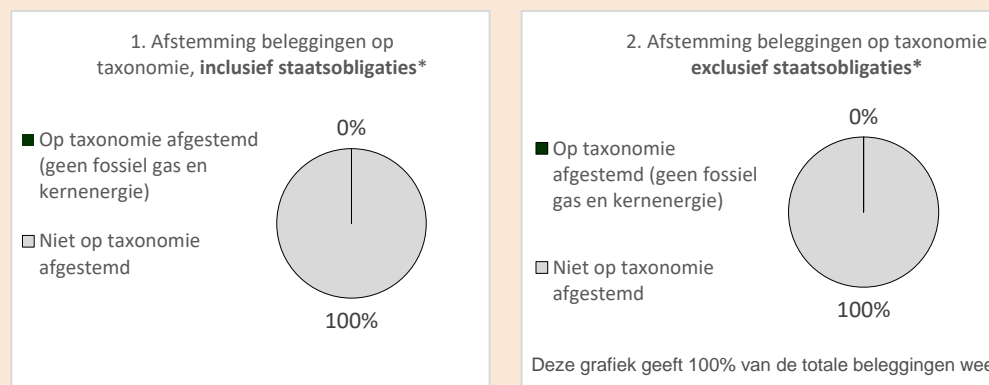 1. Afstemming beleggingen op
taxonomie, inclusief staatsobligaties*
Op taxonomie afgestemd
(geen fossiel gas en
kernenergie)
Niet op taxonomie
afgestemd
0%
100%
2. Afstemming beleggingen op taxonomie
exclusief staatsobligaties*
Op taxonomie
afgestemd (geen fossiel
gas en kernenergie)
Niet op taxonomie
afgestemd
0%
100%
Deze grafiek geeft 100% van de totale beleggingen wee